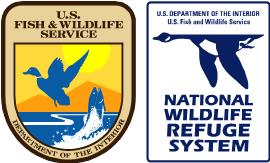 U.S.
FISH & WILDLIFE
SERVICE
DEPARTMENT OF THE INTERIOR
U.S. DEPARTMENT OF THE INTERIOR
U.S. Fish and Wildlife Service
NATIONAL
WILDLIFE
REFUGE
SYSTEM